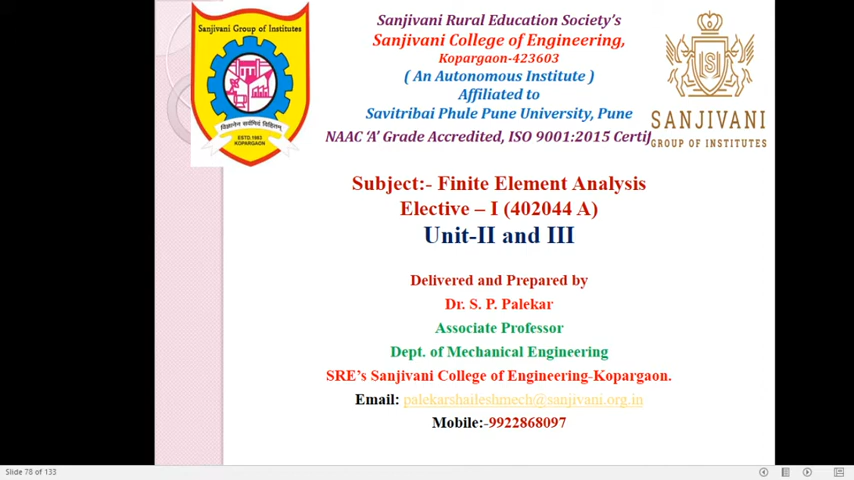 Sanjivani Group of Institutes
विज्ञानेन सर्वमिदं विहितम्
ESTD.1983
KOPARGAON
Sanjivani Rural Education Society's
Sanjivani College of Engineering,
Kopargaon-423603
( An Autonomous Institute )
Affiliated to
Savitribai Phule Pune University, Pune
NAAC 'A' Grade Accredited, ISO 9001:2015 Certif
SANJIVANI
GROUP OF INSTITUTES
Subject:- Finite Element Analysis
Elective – I (402044 A)
Unit-II and III
Delivered and Prepared by
Dr. S. P. Palekar
Associate Professor
Dept. of Mechanical Engineering
SRE's Sanjivani College of Engineering-Kopargaon.
Email: palekarshaileshmech@sanjivani.org.in
Mobile:-9922868097
Slide 78 of 133